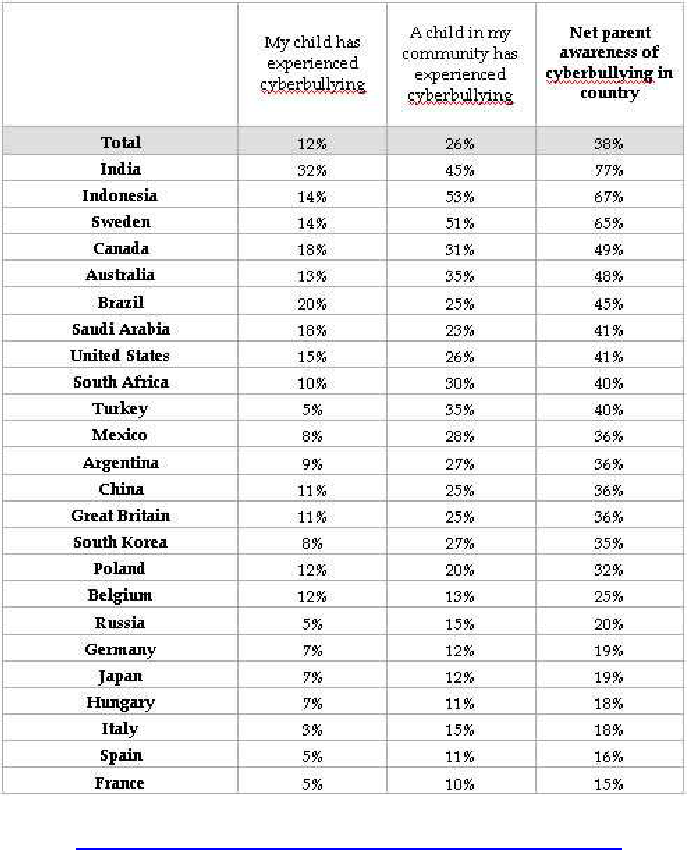 My child has experienced cyberbullying
A child in my community has experienced cyberbullying
Net parent awareness of cyberbullying in country
Total 12% 26% 38%
India 32% 45% 77%
Indonesia 14% 53% 67%
Sweden 14% 51% 65%
Canada 18% 31% 49%
Australia 13% 35% 48%
Brazil 20% 25% 45%
Saudi Arabia 18% 23% 41%
United States 15% 26% 41%
South Africa 10% 30% 40%
Turkey 5% 35% 40%
Mexico 8% 28% 36%
Argentina 9% 27% 36%
China 11% 25% 36%
Great Britain 11% 25% 36%
South Korea 8% 27% 35%
Poland 12% 20% 32%
Belgium 12% 13% 25%
Russia 5% 15% 20%
Germany 7% 12% 19%
Japan 7% 12% 19%
Hungary 7% 11% 18%
Italy 3% 15% 18%
Spain 5% 11% 16%
France 5% 10% 15%